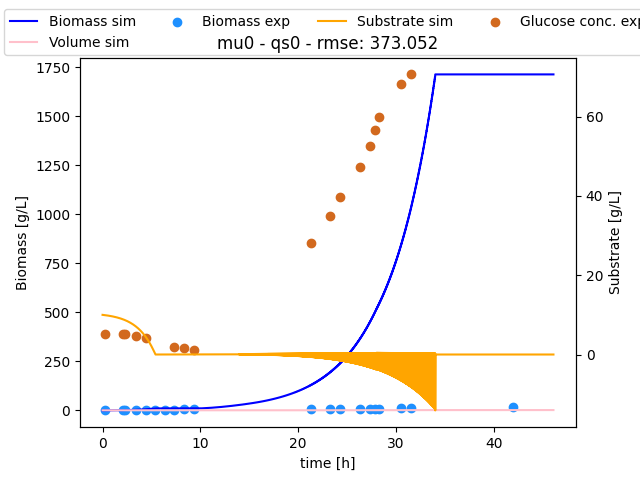 Biomass sim
Biomass exp
Substrate sim
Glucose conc. exp
Volume sim
mu0 - qs0 - rmse: 373.052
1750
1500
1250
1000
750
500
250
0
Biomass [g/L]
60
40
20
0
Substrate [g/L]
0
10
20
30
40
time [h]